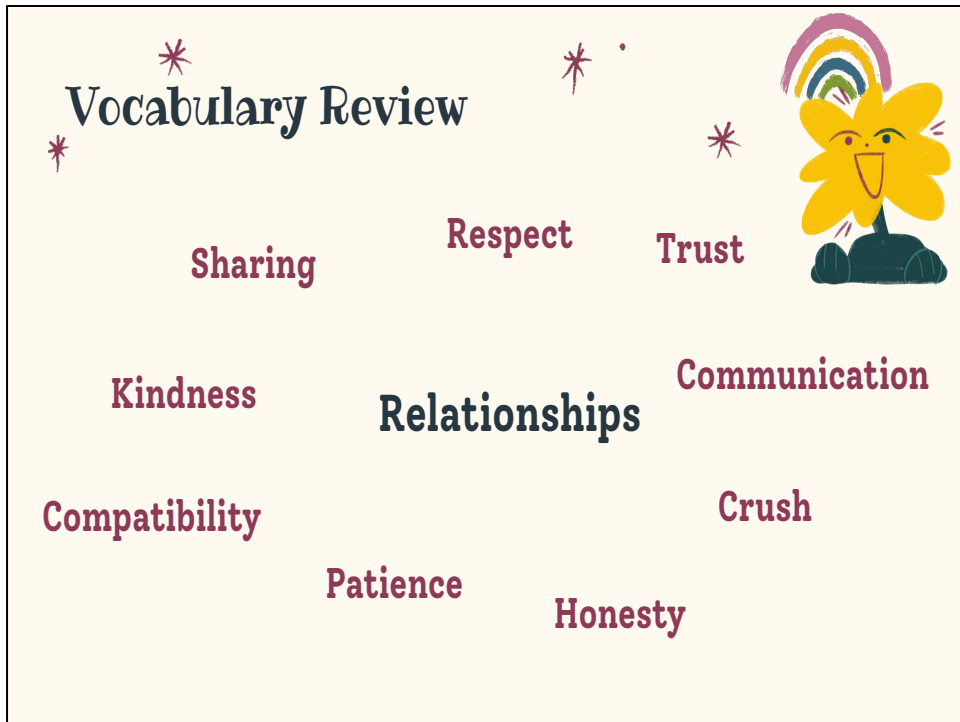 Vocabulary Review
Respect
Trust
Sharing
Communication
Kindness
Relationships
Crush
Compatibility
Patience
Honesty